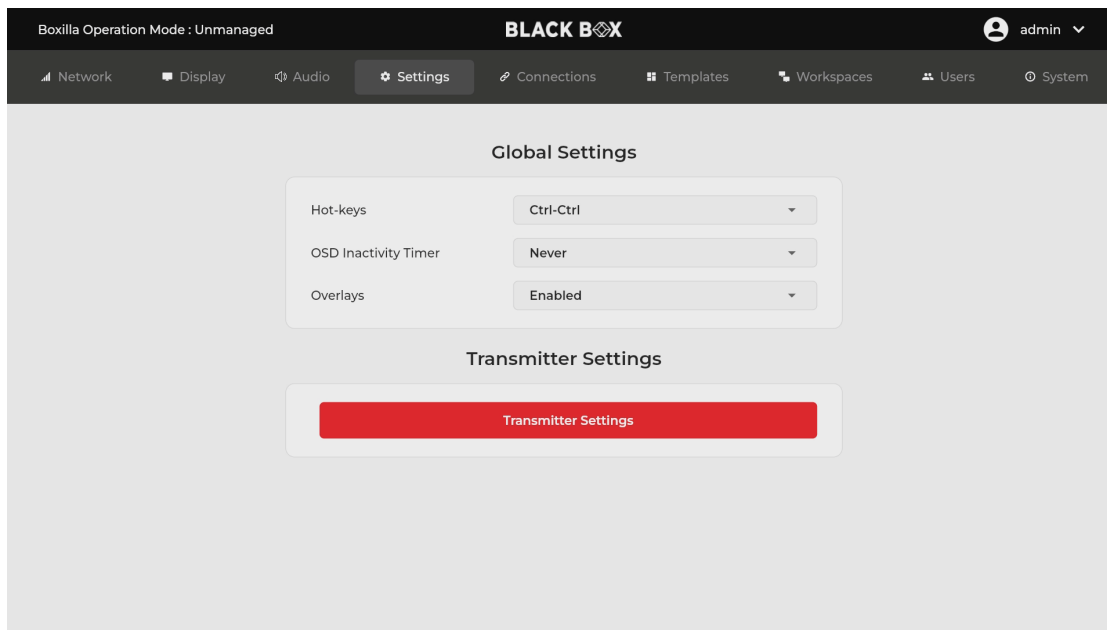 Boxilla Operation Mode : Unmanaged
BLACK BOX
admin
Network Display Audio Settings Connections Templates Workspaces Users System
Global Settings
Hot-keys Ctrl-Ctrl
OSD Inactivity Timer Never
Overlays Enabled
Transmitter Settings
Transmitter Settings